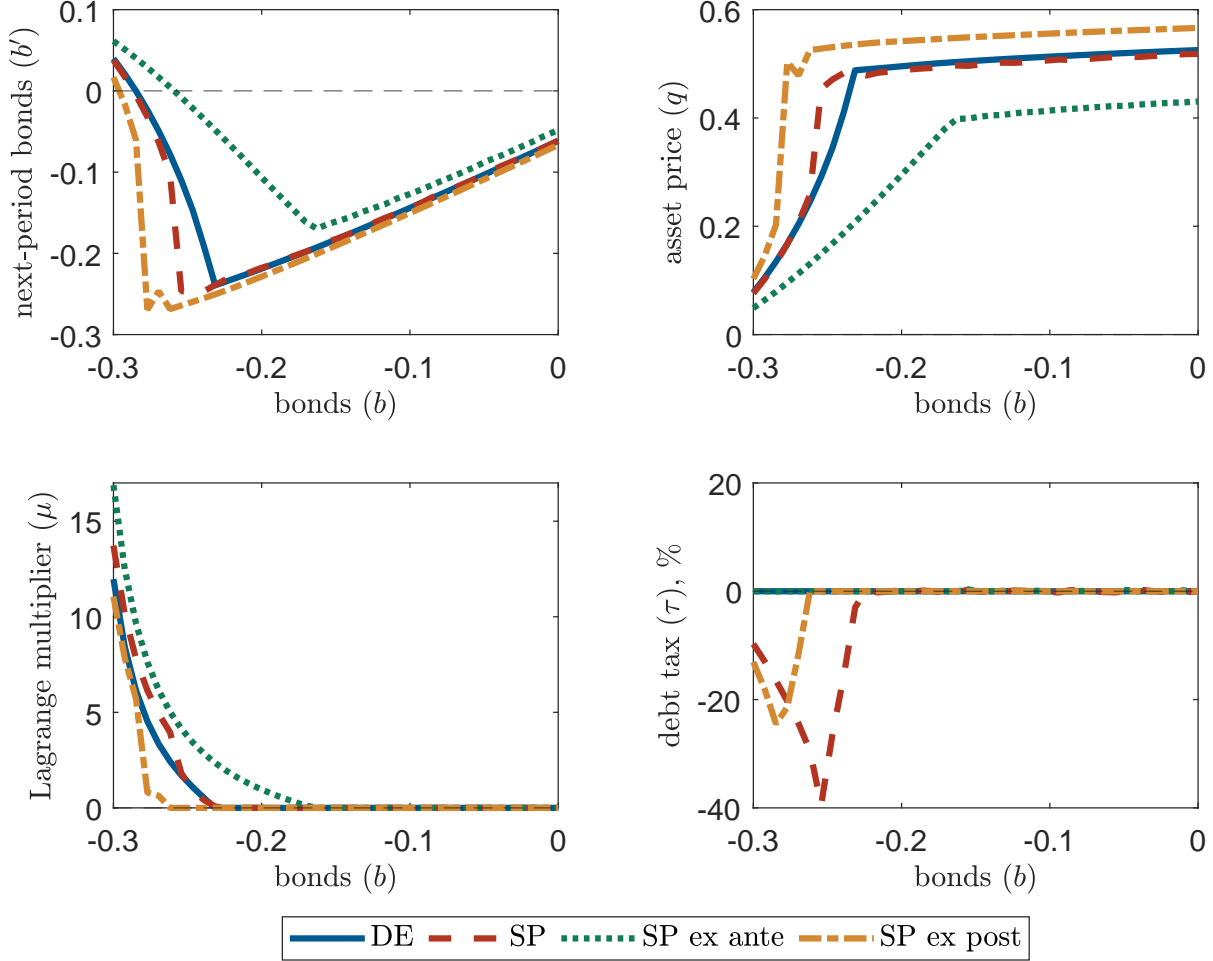 0.1
0
-0.1
-0.2
-0.3
next-period bonds (b′)
-0.3 -0.2 -0.1 0
bonds (b)
0.6
0.4
0.2
0
asset price (q)
-0.3 -0.2 -0.1 0
bonds (b)
15
10
5
0
Lagrange multiplier (μ)
-0.3 -0.2 -0.1 0
bonds (b)
20
0
-20
-40
debt tax (τ), %
-0.3 -0.2 -0.1 0
bonds (b)
DE SP SP ex ante SP ex post